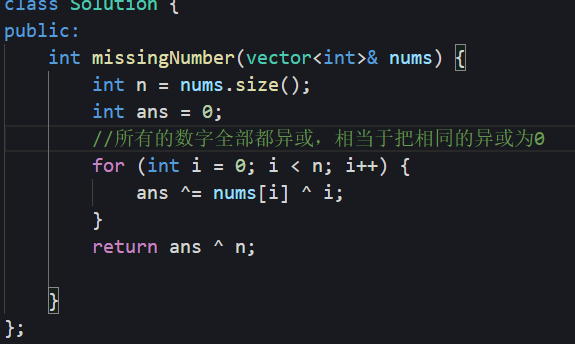 class Solution {
public:
    int missingNumber(vector<int>& nums) {
        int n = nums.size();
        int ans = 0;
        //所有的数字全部都异或，相当于把相同的异或为0
        for (int i = 0; i < n; i++) {
            ans ^= nums[i] ^ i;
        }
        return ans ^ n;
    }
};